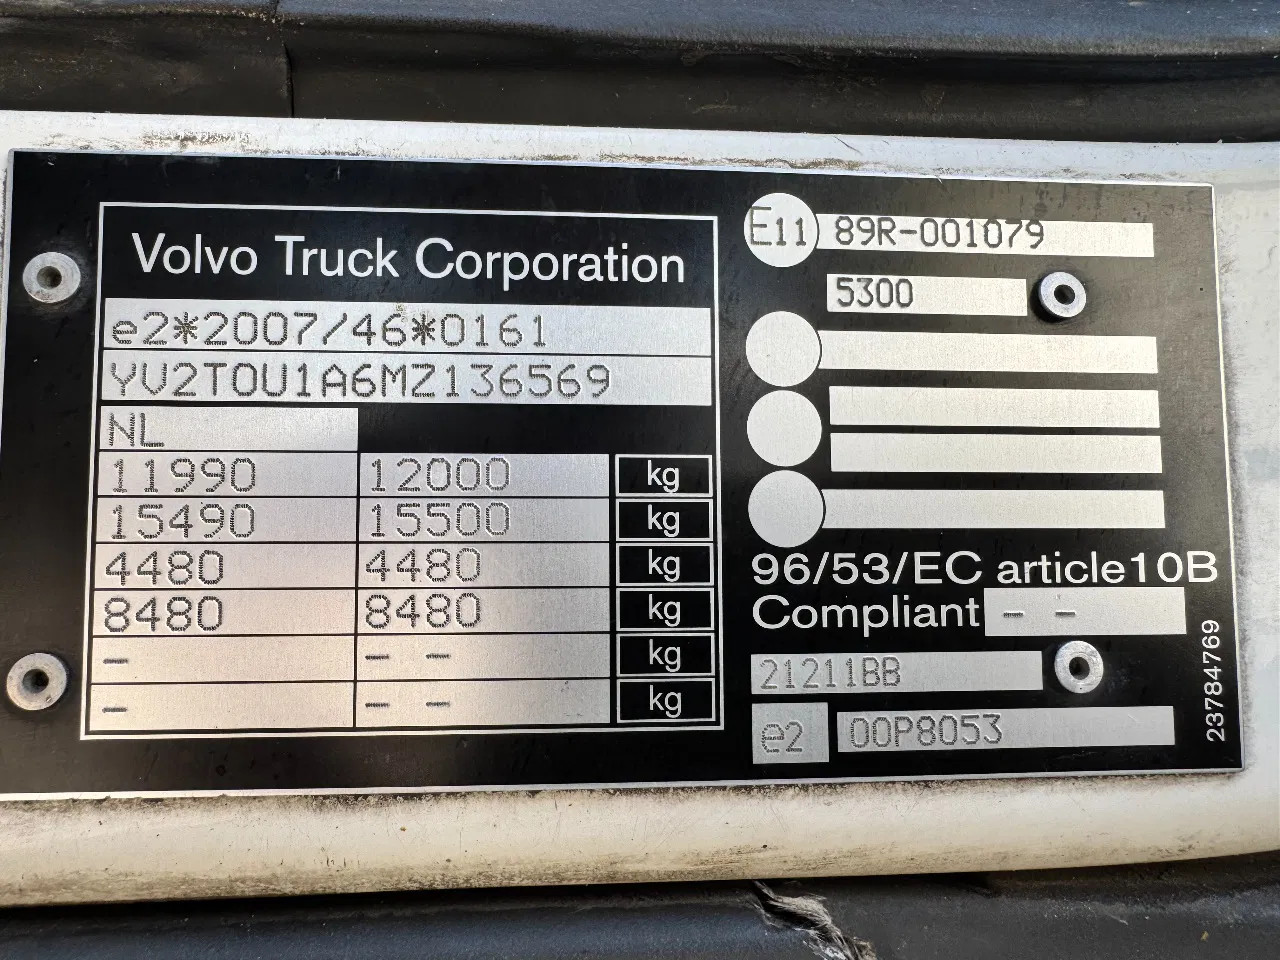 Volvo Truck Corporation
e2*2007/46*0161
YV2T0U1A6MZ136569
NL
11990 12000 kg
15490 15500 kg
4480 4480 kg
8480 8480 kg
— — — kg
— — — kg
E11 89R-001079
5300
96/53/EC article10B
Compliant — —
21211BB
e2 00P8053
23784769